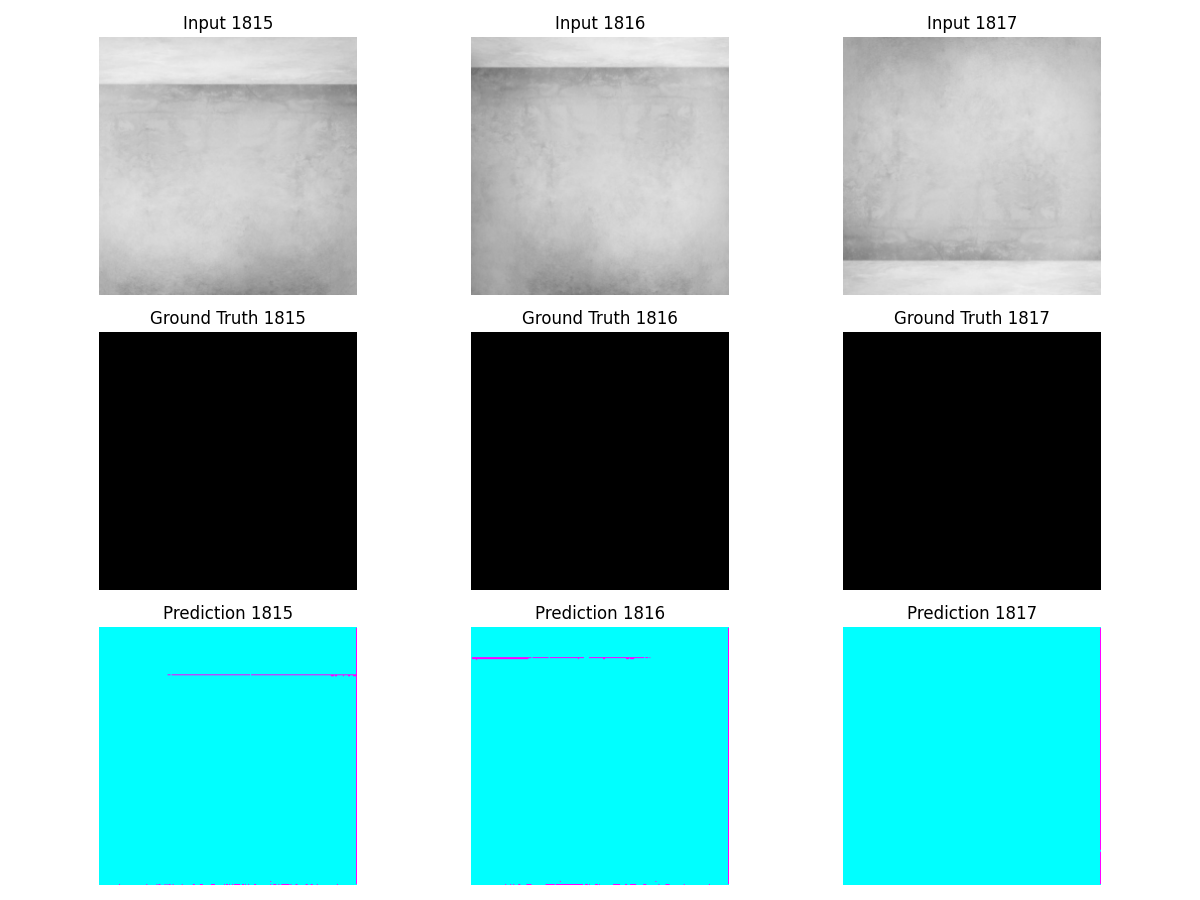 Input 1815
Input 1816
Input 1817
Ground Truth 1815
Ground Truth 1816
Ground Truth 1817
Prediction 1815
Prediction 1816
Prediction 1817